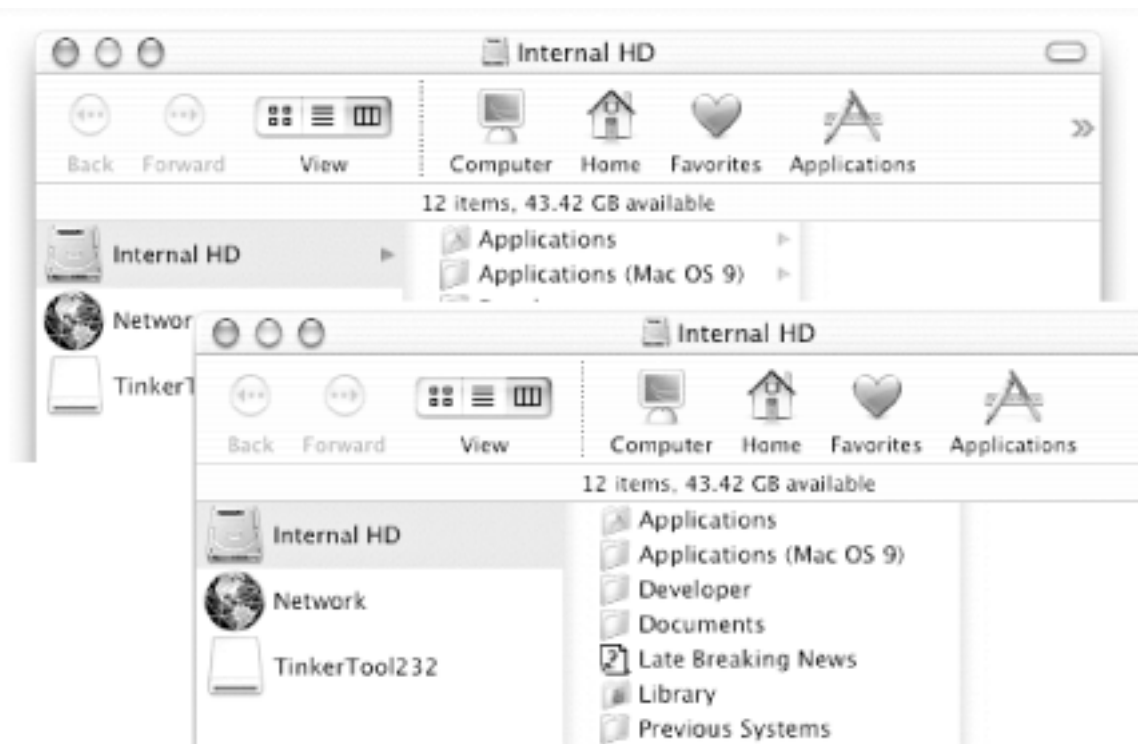 Internal HD
Back Forward View Computer Home Favorites Applications
12 items, 43.42 GB available
Internal HD
Applications
Applications (Mac OS 9)
Networ
TinkerT
Internal HD
Back Forward View Computer Home Favorites Applications
12 items, 43.42 GB available
Internal HD
Network
TinkerTool232
Applications
Applications (Mac OS 9)
Developer
Documents
Late Breaking News
Library
Previous Systems